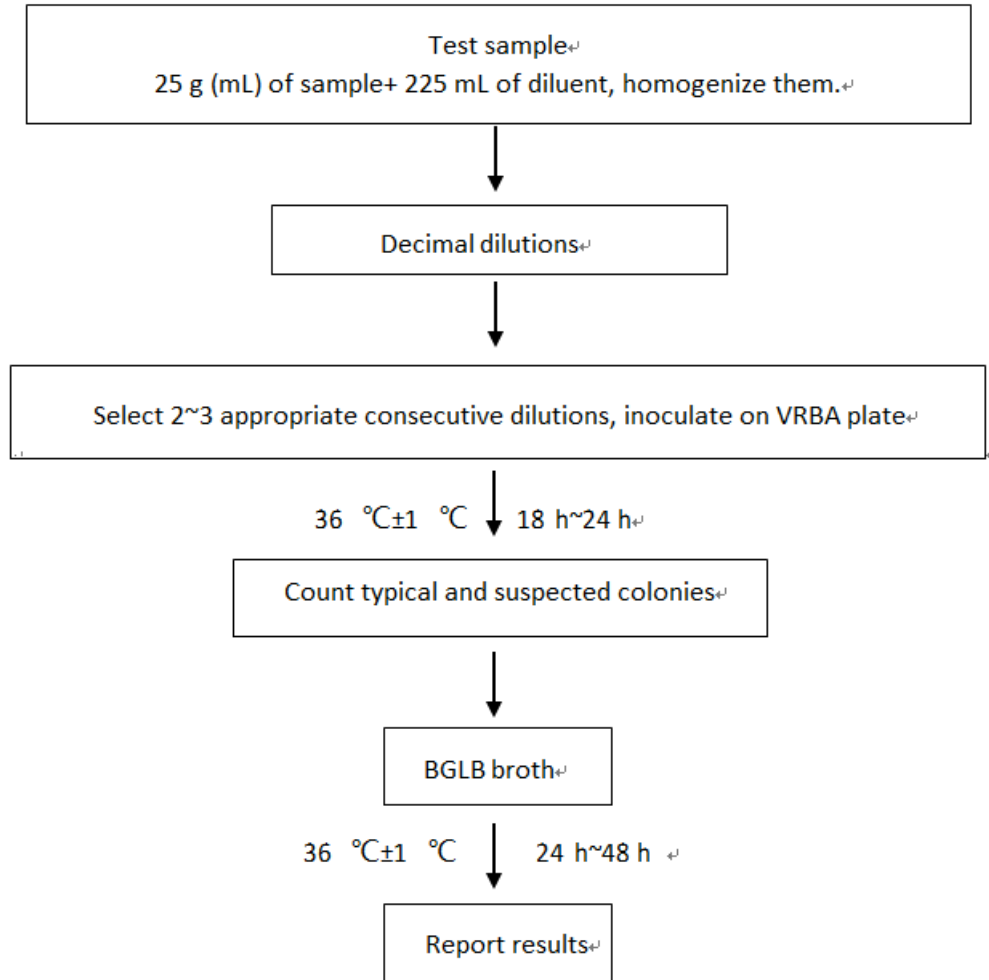 Test sample
25 g (mL) of sample+ 225 mL of diluent, homogenize them.
Decimal dilutions
Select 2~3 appropriate consecutive dilutions, inoculate on VRBA plate
36 ℃±1 ℃ 18 h~24 h
Count typical and suspected colonies
BGLB broth
36 ℃±1 ℃ 24 h~48 h
Report results